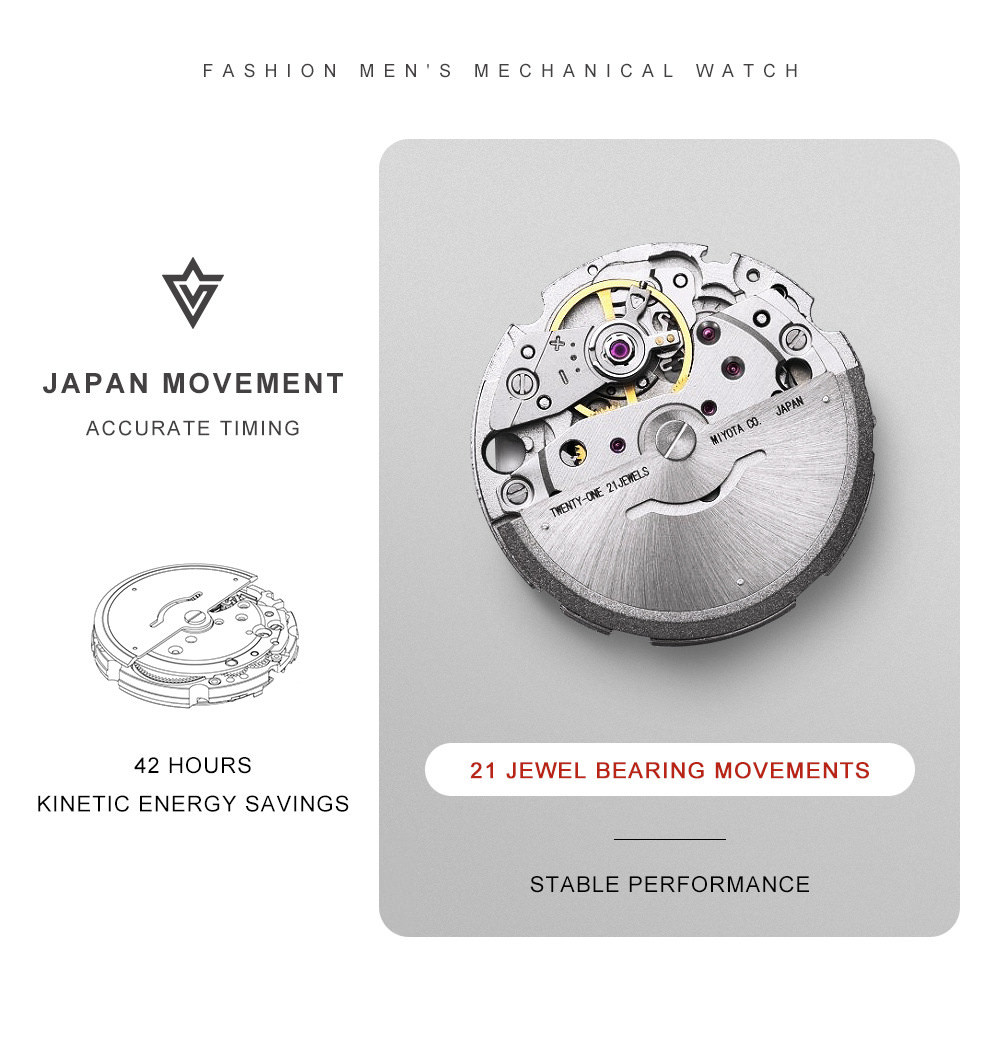 FASHION MEN'S MECHANICAL WATCH
JAPAN MOVEMENT
ACCURATE TIMING
42 HOURS
KINETIC ENERGY SAVINGS
TWENTY-ONE 21JEWELS
MIYOTA CO. JAPAN
21 JEWEL BEARING MOVEMENTS
STABLE PERFORMANCE